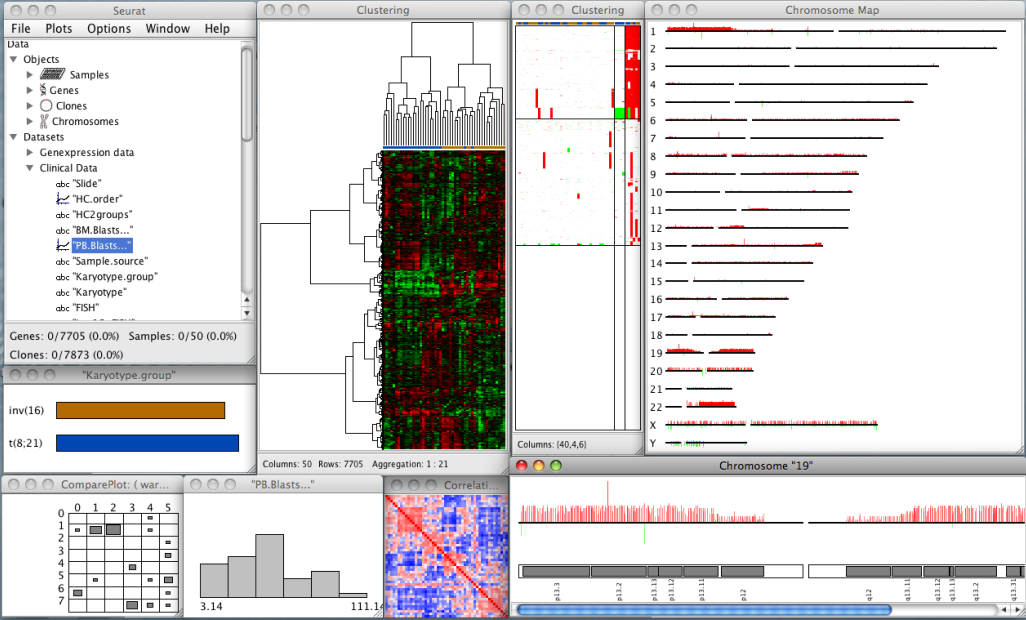 Seurat
File Plots Options Window Help
Data
Objects
Samples
Genes
Clones
Chromosomes
Datasets
Genexpression data
Clinical Data
abc "Slide"
"HC.order"
abc "HC2groups"
abc "BM.Blasts..."
"PB.Blasts..."
abc "Sample.source"
abc "Karyotype.group"
abc "Karyotype"
abc "FISH"
Genes: 0/7705 (0.0%) Samples: 0/50 (0.0%)
Clones: 0/7873 (0.0%)
"Karyotype.group"
inv(16)
t(8;21)
Clustering
Columns: 50 Rows: 7705 Aggregation: 1 : 21
Clustering
Columns: (40,4,6)
Chromosome Map
1
2
3
4
5
6
7
8
9
10
11
12
13
14
15
16
17
18
19
20
21
22
X
Y
ComparePlot: ( war...
0 1 2 3 4 5
0
1
2
3
4
5
6
7
"PB.Blasts..."
3.14 111.14
Correlati...
Chromosome "19"
p13.3 p13.2 p13.13 p13.12 p13.11 p12 q12 q13.11 q13.12 q13.13 q13.2 q13.31